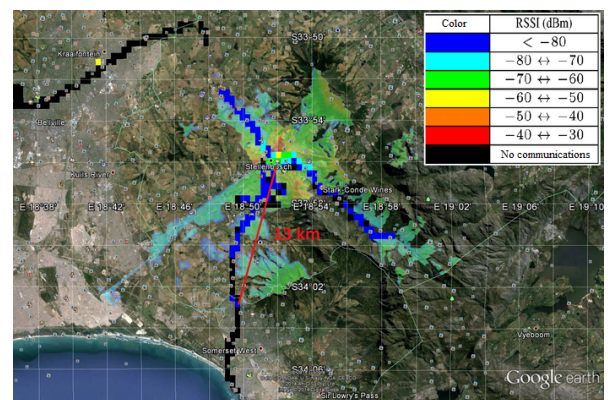 Color RSSI (dBm)
< −80
−80 ↔ −70
−70 ↔ −60
−60 ↔ −50
−50 ↔ −40
−40 ↔ −30
No communications
S33·50
Kraaifontein
Bellville
S33·54
Kuils River
Stellenbosch
Stark-Conde Wines
E 18·38 E 18·42 E 18·46 E 18·50 E 18·54 E 18·58 E 19·02 E 19·06 E 19·10
13 km
S34·02
Vyeboom
Somerset West
S34·06
Sir Lowry's Pass
Google earth